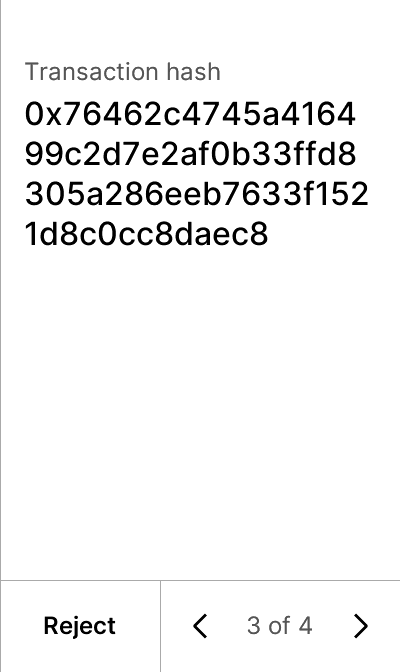 Transaction hash
0x76462c4745a4164
99c2d7e2af0b33ffd8
305a286eeb7633f152
1d8c0cc8daec8
Reject
3 of 4